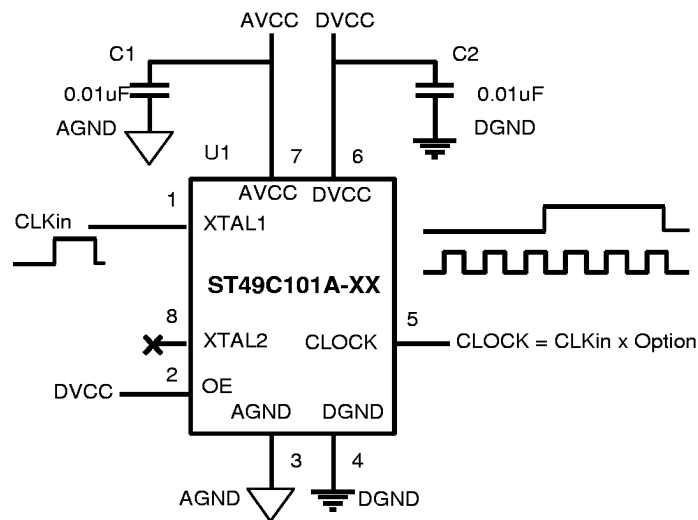 AVCC DVCC
C1 C2
0.01uF 0.01uF
AGND DGND
U1 7 6
AVCC DVCC
1
CLKin XTAL1
ST49C101A-XX
8 5
XTAL2 CLOCK CLOCK = CLKin x Option
2
DVCC OE
AGND DGND
3 4
AGND DGND